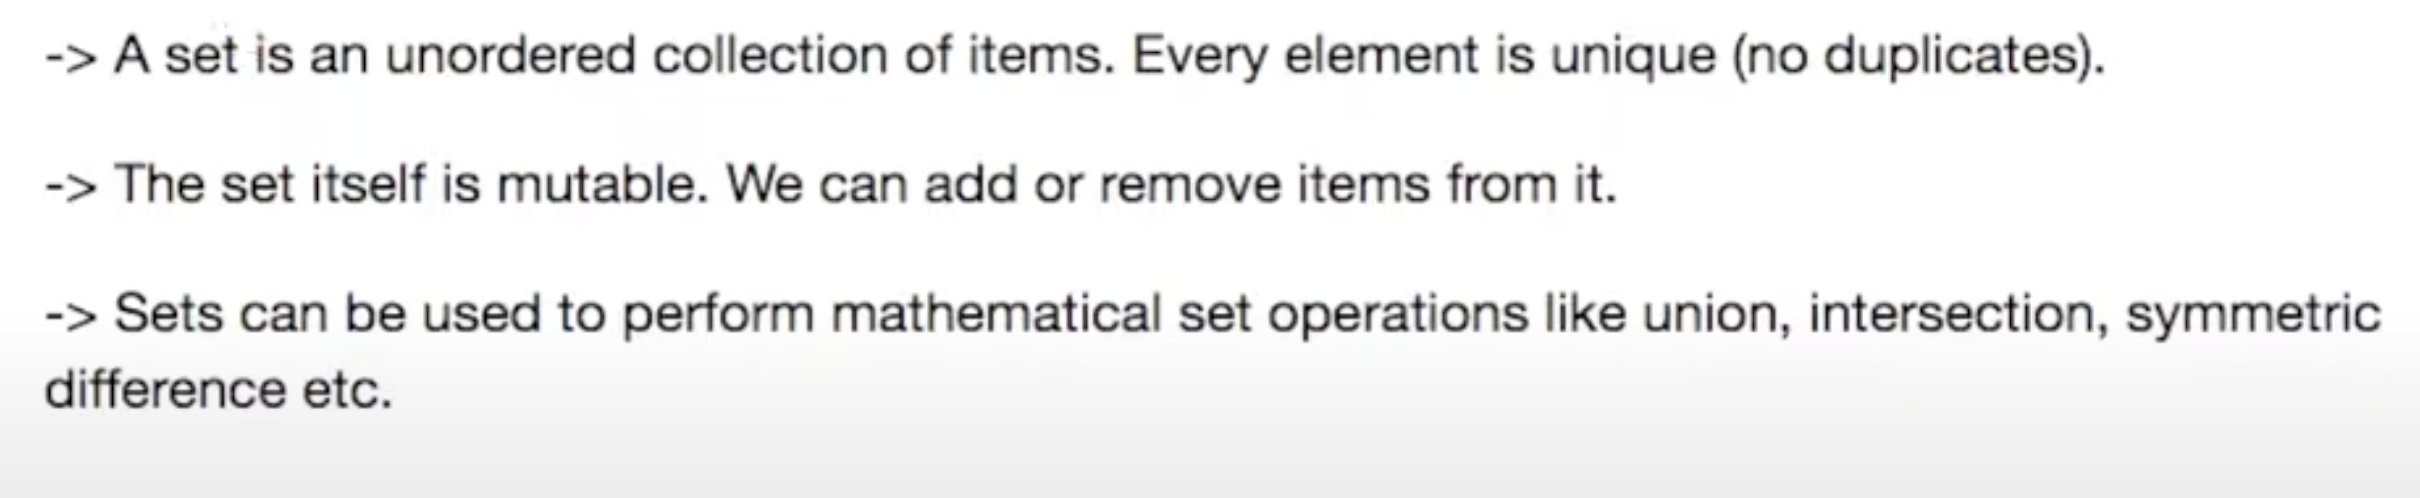 -> A set is an unordered collection of items. Every element is unique (no duplicates).
-> The set itself is mutable. We can add or remove items from it.
-> Sets can be used to perform mathematical set operations like union, intersection, symmetric
difference etc.